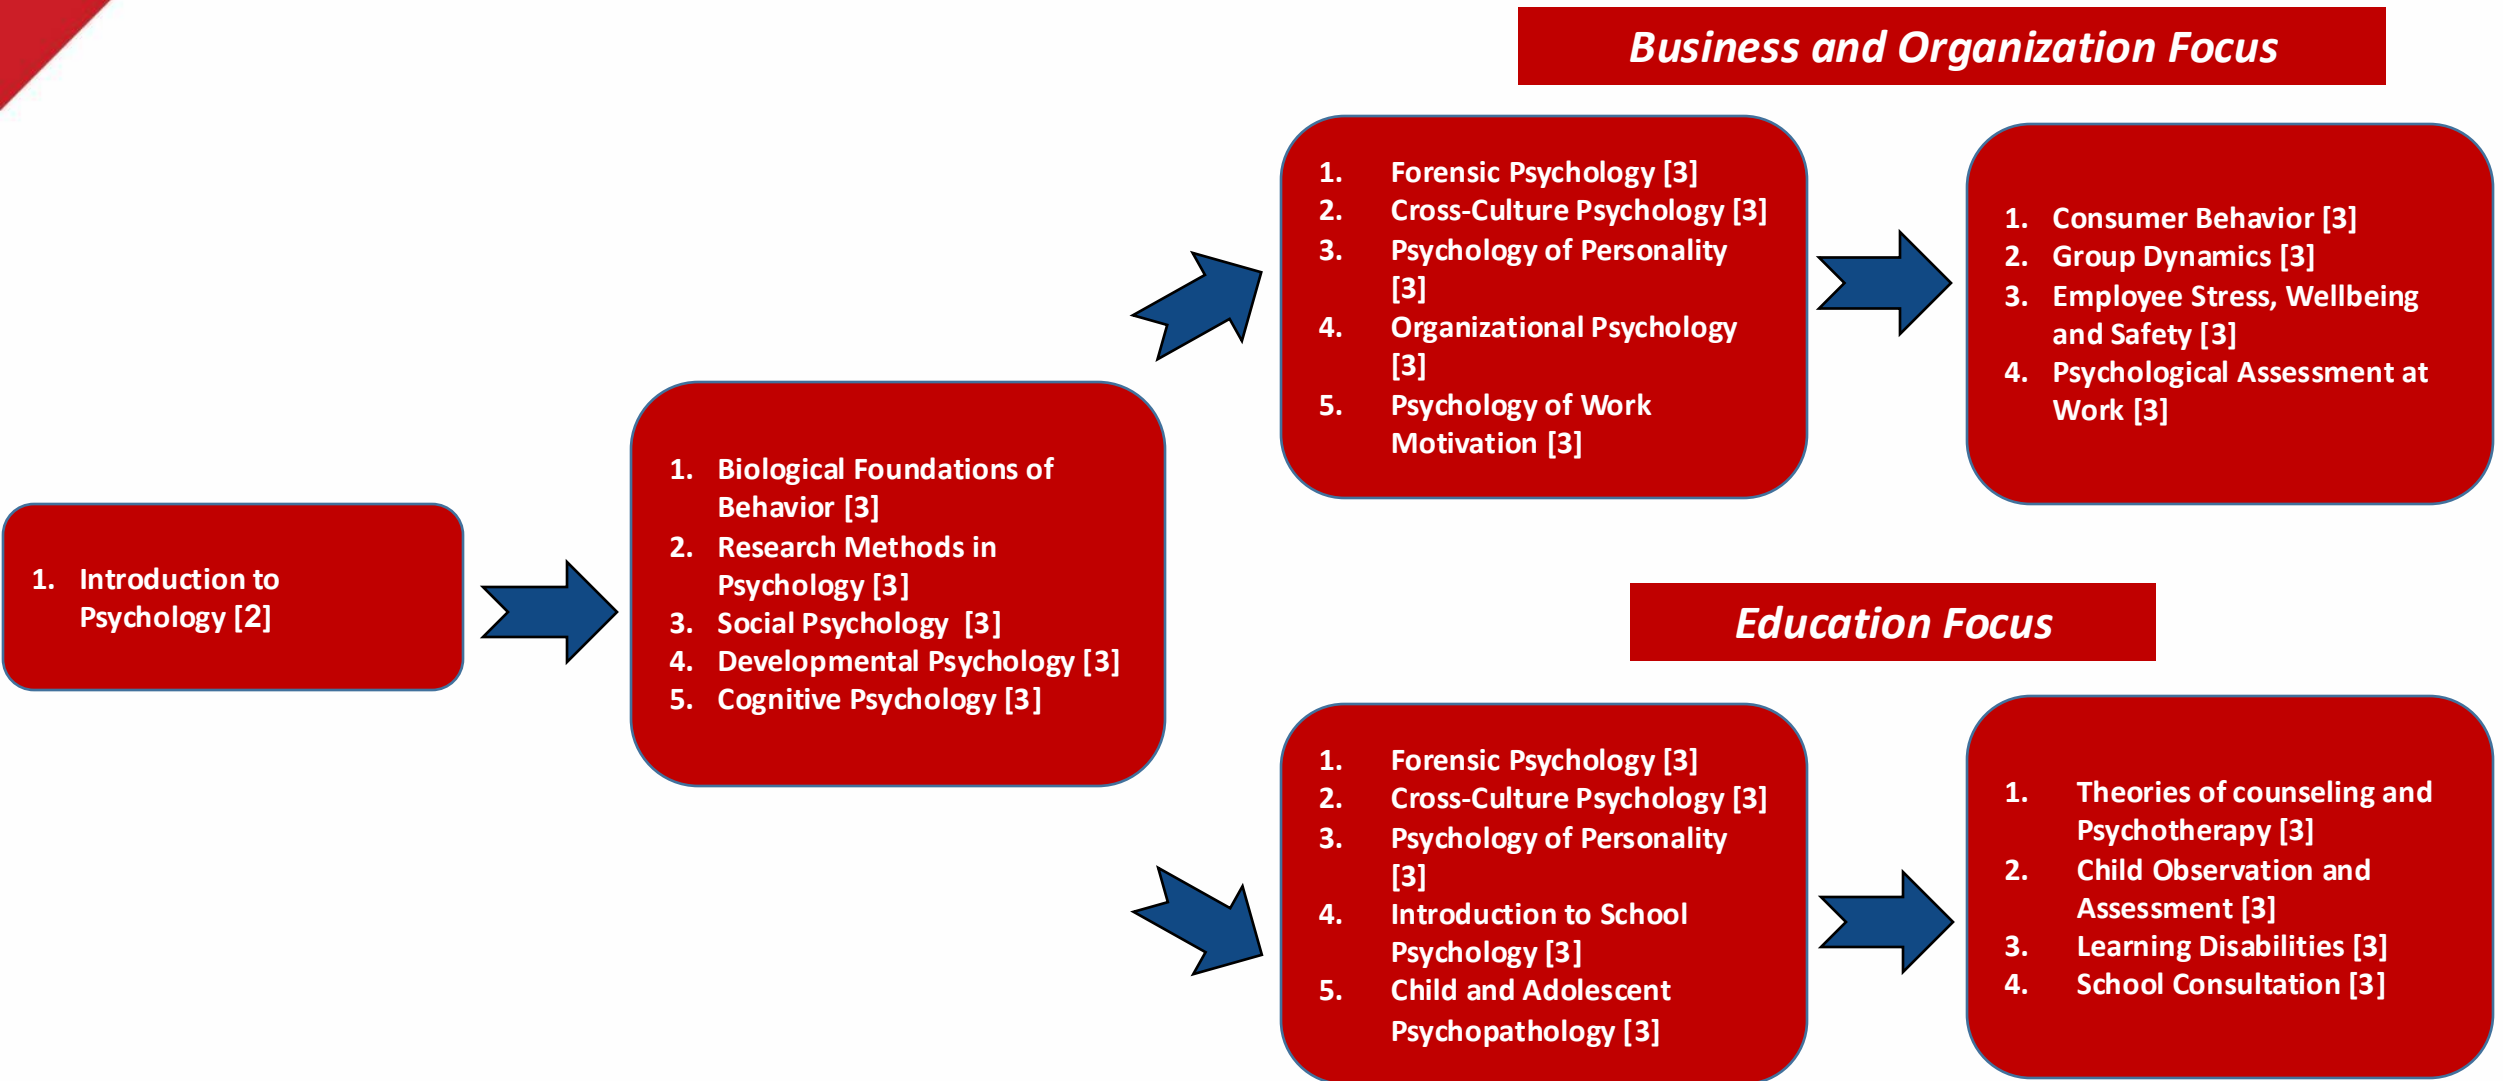 Business and Organization Focus
1. Forensic Psychology [3]
2. Cross-Culture Psychology [3]
3. Psychology of Personality
[3]
4. Organizational Psychology
[3]
5. Psychology of Work
Motivation [3]
1. Consumer Behavior [3]
2. Group Dynamics [3]
3. Employee Stress, Wellbeing
and Safety [3]
4. Psychological Assessment at
Work [3]
1. Introduction to
Psychology [2]
1. Biological Foundations of
Behavior [3]
2. Research Methods in
Psychology [3]
3. Social Psychology  [3]
4. Developmental Psychology [3]
5. Cognitive Psychology [3]
Education Focus
1. Forensic Psychology [3]
2. Cross-Culture Psychology [3]
3. Psychology of Personality
[3]
4. Introduction to School
Psychology [3]
5. Child and Adolescent
Psychopathology [3]
1. Theories of counseling and
Psychotherapy [3]
2. Child Observation and
Assessment [3]
3. Learning Disabilities [3]
4. School Consultation [3]